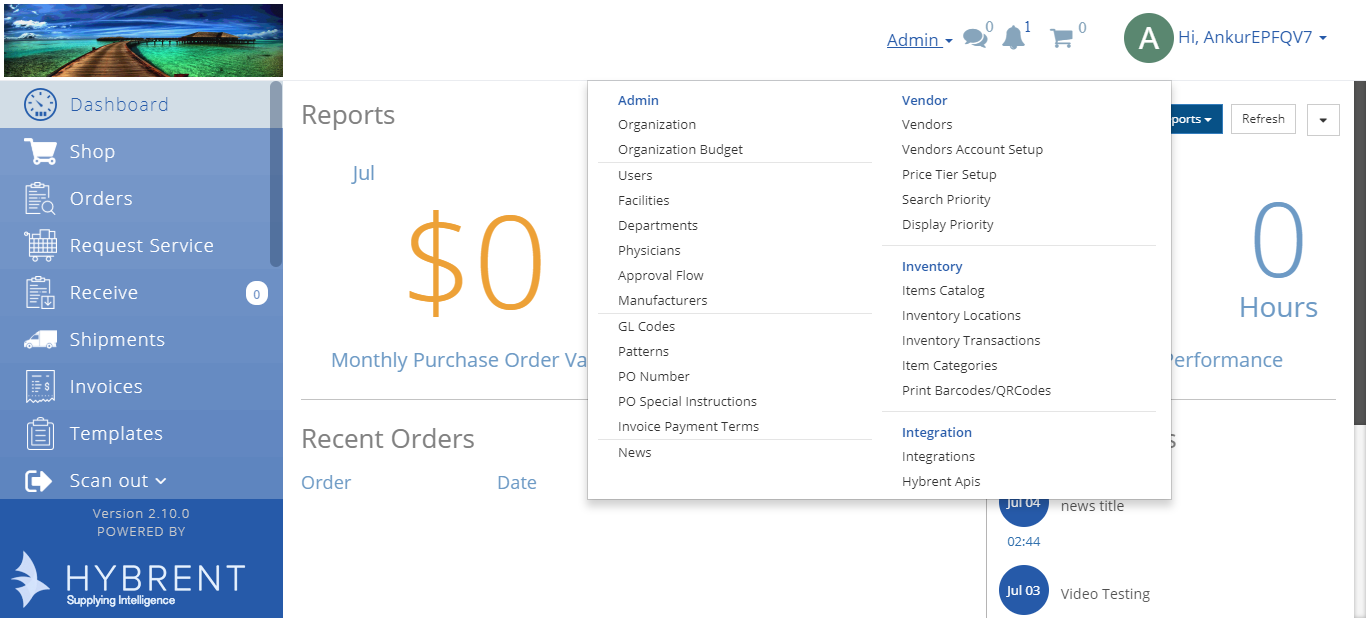 Admin
0
1
0
A
Hi, AnkurEPFQV7
Dashboard
Shop
Orders
Request Service
Receive
0
Shipments
Invoices
Templates
Scan out
Version 2.10.0
POWERED BY
HYBRENT
Supplying Intelligence
Reports
Jul
$0
Monthly Purchase Order Va
Recent Orders
Order
Date
Admin
Organization
Organization Budget
Users
Facilities
Departments
Physicians
Approval Flow
Manufacturers
GL Codes
Patterns
PO Number
PO Special Instructions
Invoice Payment Terms
News
Vendor
Vendors
Vendors Account Setup
Price Tier Setup
Search Priority
Display Priority
Inventory
Items Catalog
Inventory Locations
Inventory Transactions
Item Categories
Print Barcodes/QRCodes
Integration
Integrations
Hybrent Apis
ports
Refresh
0
Hours
Performance
s
Jul 04
news title
02:44
Jul 03
Video Testing